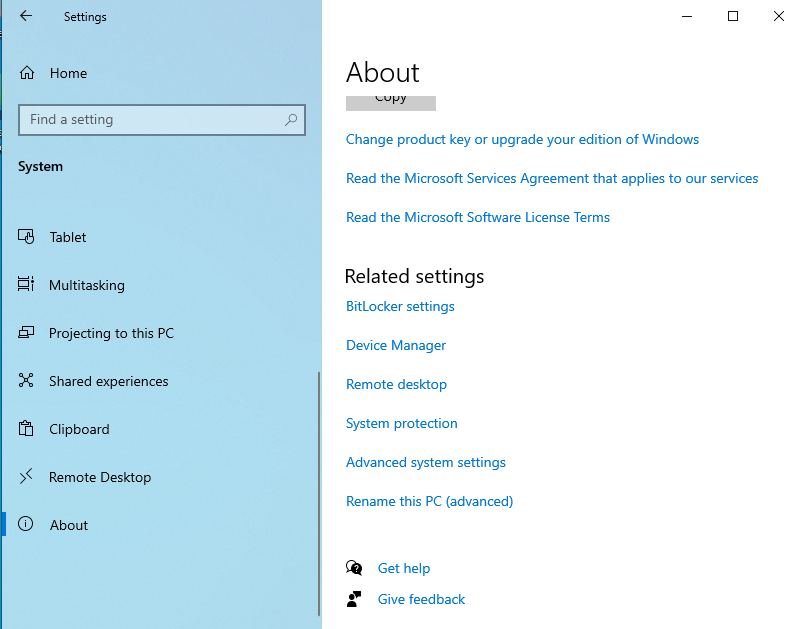 Settings
Home
Find a setting
System
Tablet
Multitasking
Projecting to this PC
Shared experiences
Clipboard
Remote Desktop
About
About
Copy
Change product key or upgrade your edition of Windows
Read the Microsoft Services Agreement that applies to our services
Read the Microsoft Software License Terms
Related settings
BitLocker settings
Device Manager
Remote desktop
System protection
Advanced system settings
Rename this PC (advanced)
Get help
Give feedback